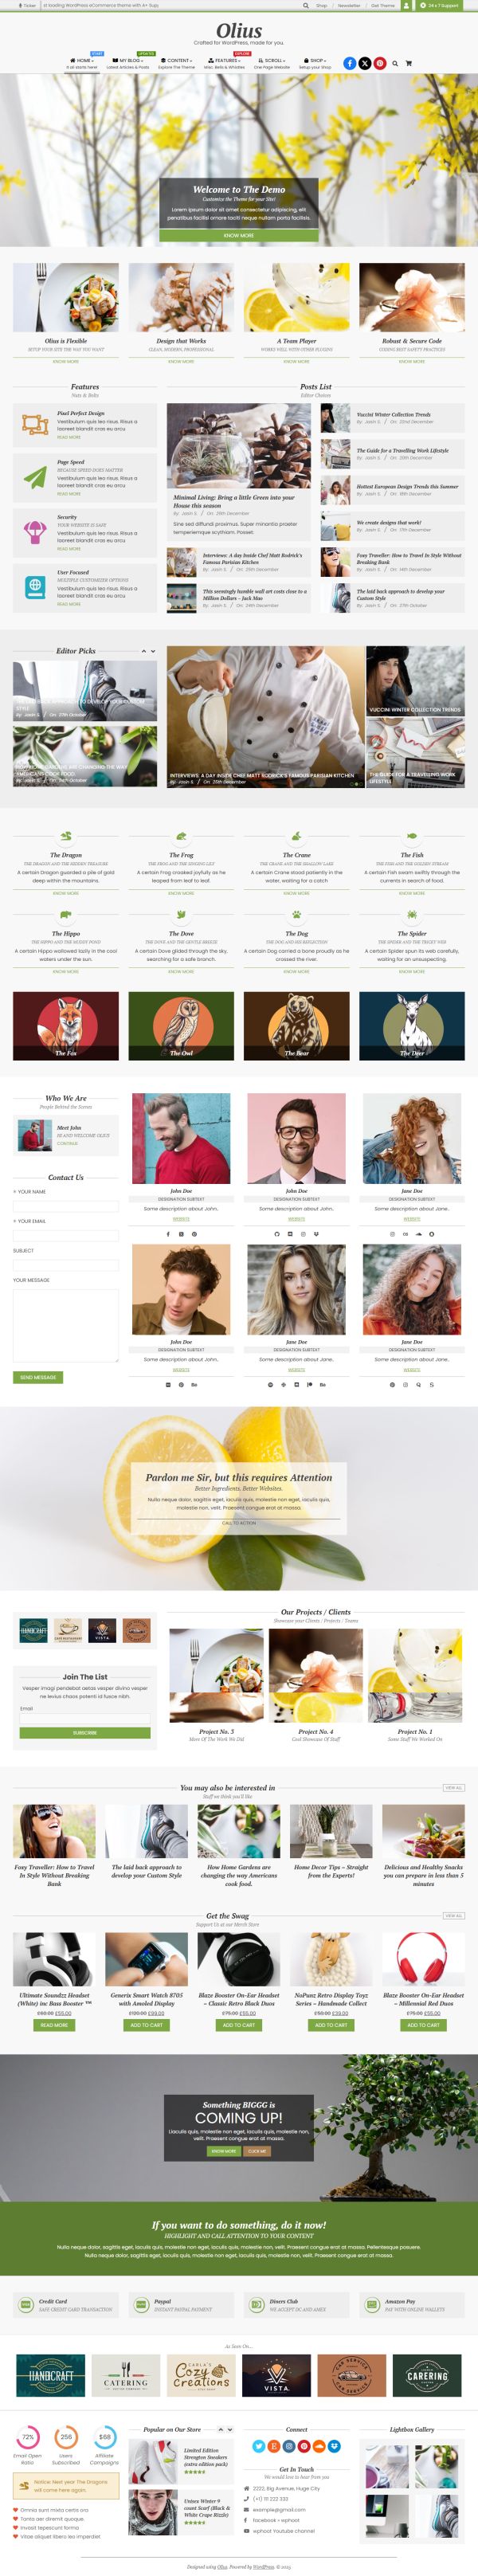 Ticker
st loading WordPress eCommerce theme with A+ Supp
Shop / Newsletter / Our Theme
24 x 7 Support
Olius
Crafted for WordPress, made for you.
START
UPDATED
EXPLORE
HOME
MY BLOG
CONTENT
FEATURES
SCROLL
SHOP
It all starts here!
Latest Articles & Posts
Explore The Theme
Misc. Bells & Whistles
One Page Website
Setup your Shop
Welcome to The Demo
Customize the Theme for your Site!
Lorem ipsum dolor sit amet consectetur adipiscing, elit
penatibus facilisi ornare taciti neque nullam porta facilisis.
KNOW MORE
Olius is Flexible
SETUP YOUR SITE THE WAY YOU WANT
KNOW MORE
Design that Works
CLEAN, MODERN, PROFESSIONAL
KNOW MORE
A Team Player
WORKS WELL WITH OTHER PLUGINS
KNOW MORE
Robust & Secure Code
CODING BEST SAFETY PRACTICES
KNOW MORE
Features
Nuts & Bolts
Pixel Perfect Design
Vestibulum quis leo risus. Risus a
laoreet blandit cras eu arcu
READ MORE
Page Speed
BECAUSE SPEED DOES MATTER
Vestibulum quis leo risus. Risus a
laoreet blandit cras eu arcu
READ MORE
Security
YOUR WEBSITE IS SAFE
Vestibulum quis leo risus. Risus a
laoreet blandit cras eu arcu
READ MORE
User Focused
MULTIPLE CUSTOMIZER OPTIONS
Vestibulum quis leo risus. Risus a
laoreet blandit cras eu arcu
READ MORE
Posts List
Editor Choices
Minimal Living: Bring a little Green into your
House this season
By: Jasin S. / On: 26th December
Sine sed diffundi proximus. Super mirantia praeter
temperiemque scythiam. Posset:
Interviews: A day Inside Chef Matt Rodrick's
Famous Parisian Kitchen
By: Jasin S. / On: 25th December
This seemingly humble wall art costs closer to a
Million Dollars – Jack Mao
By: Jasin S. / On: 24th December
Vuccini Winter Collection Trends
By: Jasin S. / On: 22nd December
The Guide for a Travelling Work Lifestyle
By: Jasin S. / On: 20th December
Hottest European Design Trends this Summer
By: Jasin S. / On: 18th December
We create designs that work!
By: Jasin S. / On: 17th December
Foxy Traveller: How to Travel In Style Without
Breaking Bank
By: Jasin S. / On: 14th December
The laid back approach to develop your
Custom Style
By: Jasin S. / On: 27th October
Editor Picks
STYLE
By: Jasin S. / On: 27th October
INTERVIEWS: A DAY INSIDE CHEF MATT RODRICK'S FAMOUS PARISIAN KITCHEN
By: Jasin S. / On: 25th December
VUCCINI WINTER COLLECTION TRENDS
THE GUIDE FOR A TRAVELLING WORK
LIFESTYLE
The Dragon
THE DRAGON AND THE HIDDEN TREASURE
A certain Dragon guarded a pile of gold
deep within the mountains.
KNOW MORE
The Frog
THE FROG AND THE SINGING LEAF
A certain Frog croaked joyfully as he
leaped from leaf to leaf.
KNOW MORE
The Crane
THE CRANE AND THE SHALLOW LAKE
A certain Crane stood patiently in the
water, waiting for a catch
KNOW MORE
The Fish
THE FISH AND THE GOLDEN STREAM
A certain Fish swam swiftly through the
currents in search of food.
KNOW MORE
The Hippo
THE HIPPO AND THE MUDDY POND
A certain Hippo wallowed lazily in the cool
waters under the sun.
KNOW MORE
The Dove
THE DOVE AND THE GENTLE BREEZE
A certain Dove glided through the sky,
searching for a safe branch.
KNOW MORE
The Dog
THE DOG AND HIS REFLECTION
A certain Dog carried a bone proudly as he
crossed the river.
KNOW MORE
The Spider
THE SPIDER AND THE TRICKY WEB
A certain Spider spun its web carefully,
waiting for an unsuspecting.
KNOW MORE
The Fox
The Owl
The Bear
The Deer
Who We Are
People Behind the Scenes
Meet John
HI AND WELCOME OLIUS
CONTINUE
Contact Us
YOUR NAME
YOUR EMAIL
SUBJECT
YOUR MESSAGE
SEND MESSAGE
John Doe
DESIGNATION SUBTEXT
Some description about John.
WEBSITE
John Doe
DESIGNATION SUBTEXT
Some description about John.
WEBSITE
Jane Doe
DESIGNATION SUBTEXT
Some description about Jane.
WEBSITE
John Doe
DESIGNATION SUBTEXT
Some description about John.
WEBSITE
Jane Doe
DESIGNATION SUBTEXT
Some description about Jane.
WEBSITE
Jane Doe
DESIGNATION SUBTEXT
Some description about Jane.
WEBSITE
Pardon me Sir, but this requires Attention
Better Ingredients, Better Websites.
Nulla neque dolor, sagittis eget, iaculis quis, molestie non eget, iaculis quis,
molestie non, velit. Praesent congue erat at massa.
CALL TO ACTION
HANDCRAFT
VISTA
Join The List
Vesper imagi pendebat aetas vesper divino vesper
ne levius chaos potenti id fusce nibh.
Email
SUBSCRIBE
Our Projects / Clients
Showcase your Clients / Projects / Teams
Project No. 3
More Of The Work We Did
Project No. 4
Cool Showcase Of Stuff
Project No. 1
Some Stuff We Worked On
You may also be interested in
Stuff we think you'll like
VIEW ALL
Foxy Traveller: How to Travel
In Style Without Breaking
Bank
The laid back approach to
develop your Custom Style
How Home Gardens are
changing the way Americans
cook food.
Home Decor Tips – Straight
from the Experts!
Delicious and Healthy Snacks
you can prepare in less than 5
minutes
Get the Swag
Support Us at our Merch Store
VIEW ALL
Ultimate Soundzz Headset
(White) inc Bass Booster ™
£60.00 £55.00
READ MORE
Generix Smart Watch 8705
with Amoled Display
£100.00 £89.00
ADD TO CART
Blaze Booster On-Ear Headset
– Classic Retro Black Duos
£75.00 £55.00
ADD TO CART
NoPunz Retro Display Toyz
Series – Handmade Collect
£50.00 £39.00
ADD TO CART
Blaze Booster On-Ear Headset
– Millennial Red Duos
£75.00 £55.00
ADD TO CART
Something BIGGG is
COMING UP!
iaculis quis, molestie non eget, iaculis quis, molestie non,
velit. Praesent congue erat at massa.
KNOW MORE
CLICK ME
If you want to do something, do it now!
HIGHLIGHT AND CALL ATTENTION TO YOUR CONTENT
Nulla neque dolor, sagittis eget, iaculis quis, molestie non eget, iaculis quis, molestie non, velit. Praesent congue erat at massa. Pellentesque posuere.
Nulla neque dolor, sagittis eget, iaculis quis, molestie non eget, iaculis quis, molestie non, velit. Praesent congue erat at massa.
Credit Card
SAFE CREDIT CARD TRANSACTION
Paypal
INSTANT PAYPAL PAYMENT
Diners Club
WE ACCEPT DC AND AMEX
Amazon Pay
PAY WITH ONLINE WALLETS
As Seen On...
HANDCRAFT
CATERING
CARLA'S
Cozy
Creations
VISTA
CAR SERVICE
CARERING
72%
256
$68
Email Open
Ratio
Users
Subscribed
Affiliate
Campaigns
Notice: Next year The Dragons
will come here again.
Omnia sunt mixta certis ora
Tanta aer diremit quoque.
Invasit tepescunt forma
Vitae aliquet libero leo imperdiet
Popular on Our Store
Limited Edition
Strengton Sneakers
(extra edition pack)
Unisex Winter 9
count Scarf (Black &
White Crape Rizzle)
Connect
Get In Touch
We would love to hear from you
2223, Big Avenue, Huge City
(+1) 111 222 333
example@gmail.com
facebook • wphoot
wphoot Youtube channel
Lightbox Gallery
Designed using Olius. Powered by WordPress. © 2025